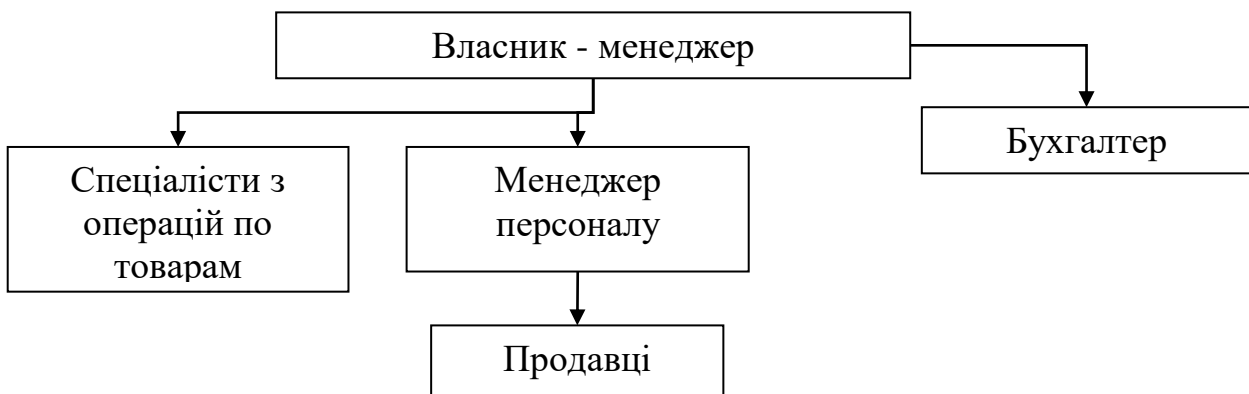 Власник - менеджер
Бухгалтер
Спеціалісти з
операцій по
товарам
Менеджер
персоналу
Продавці